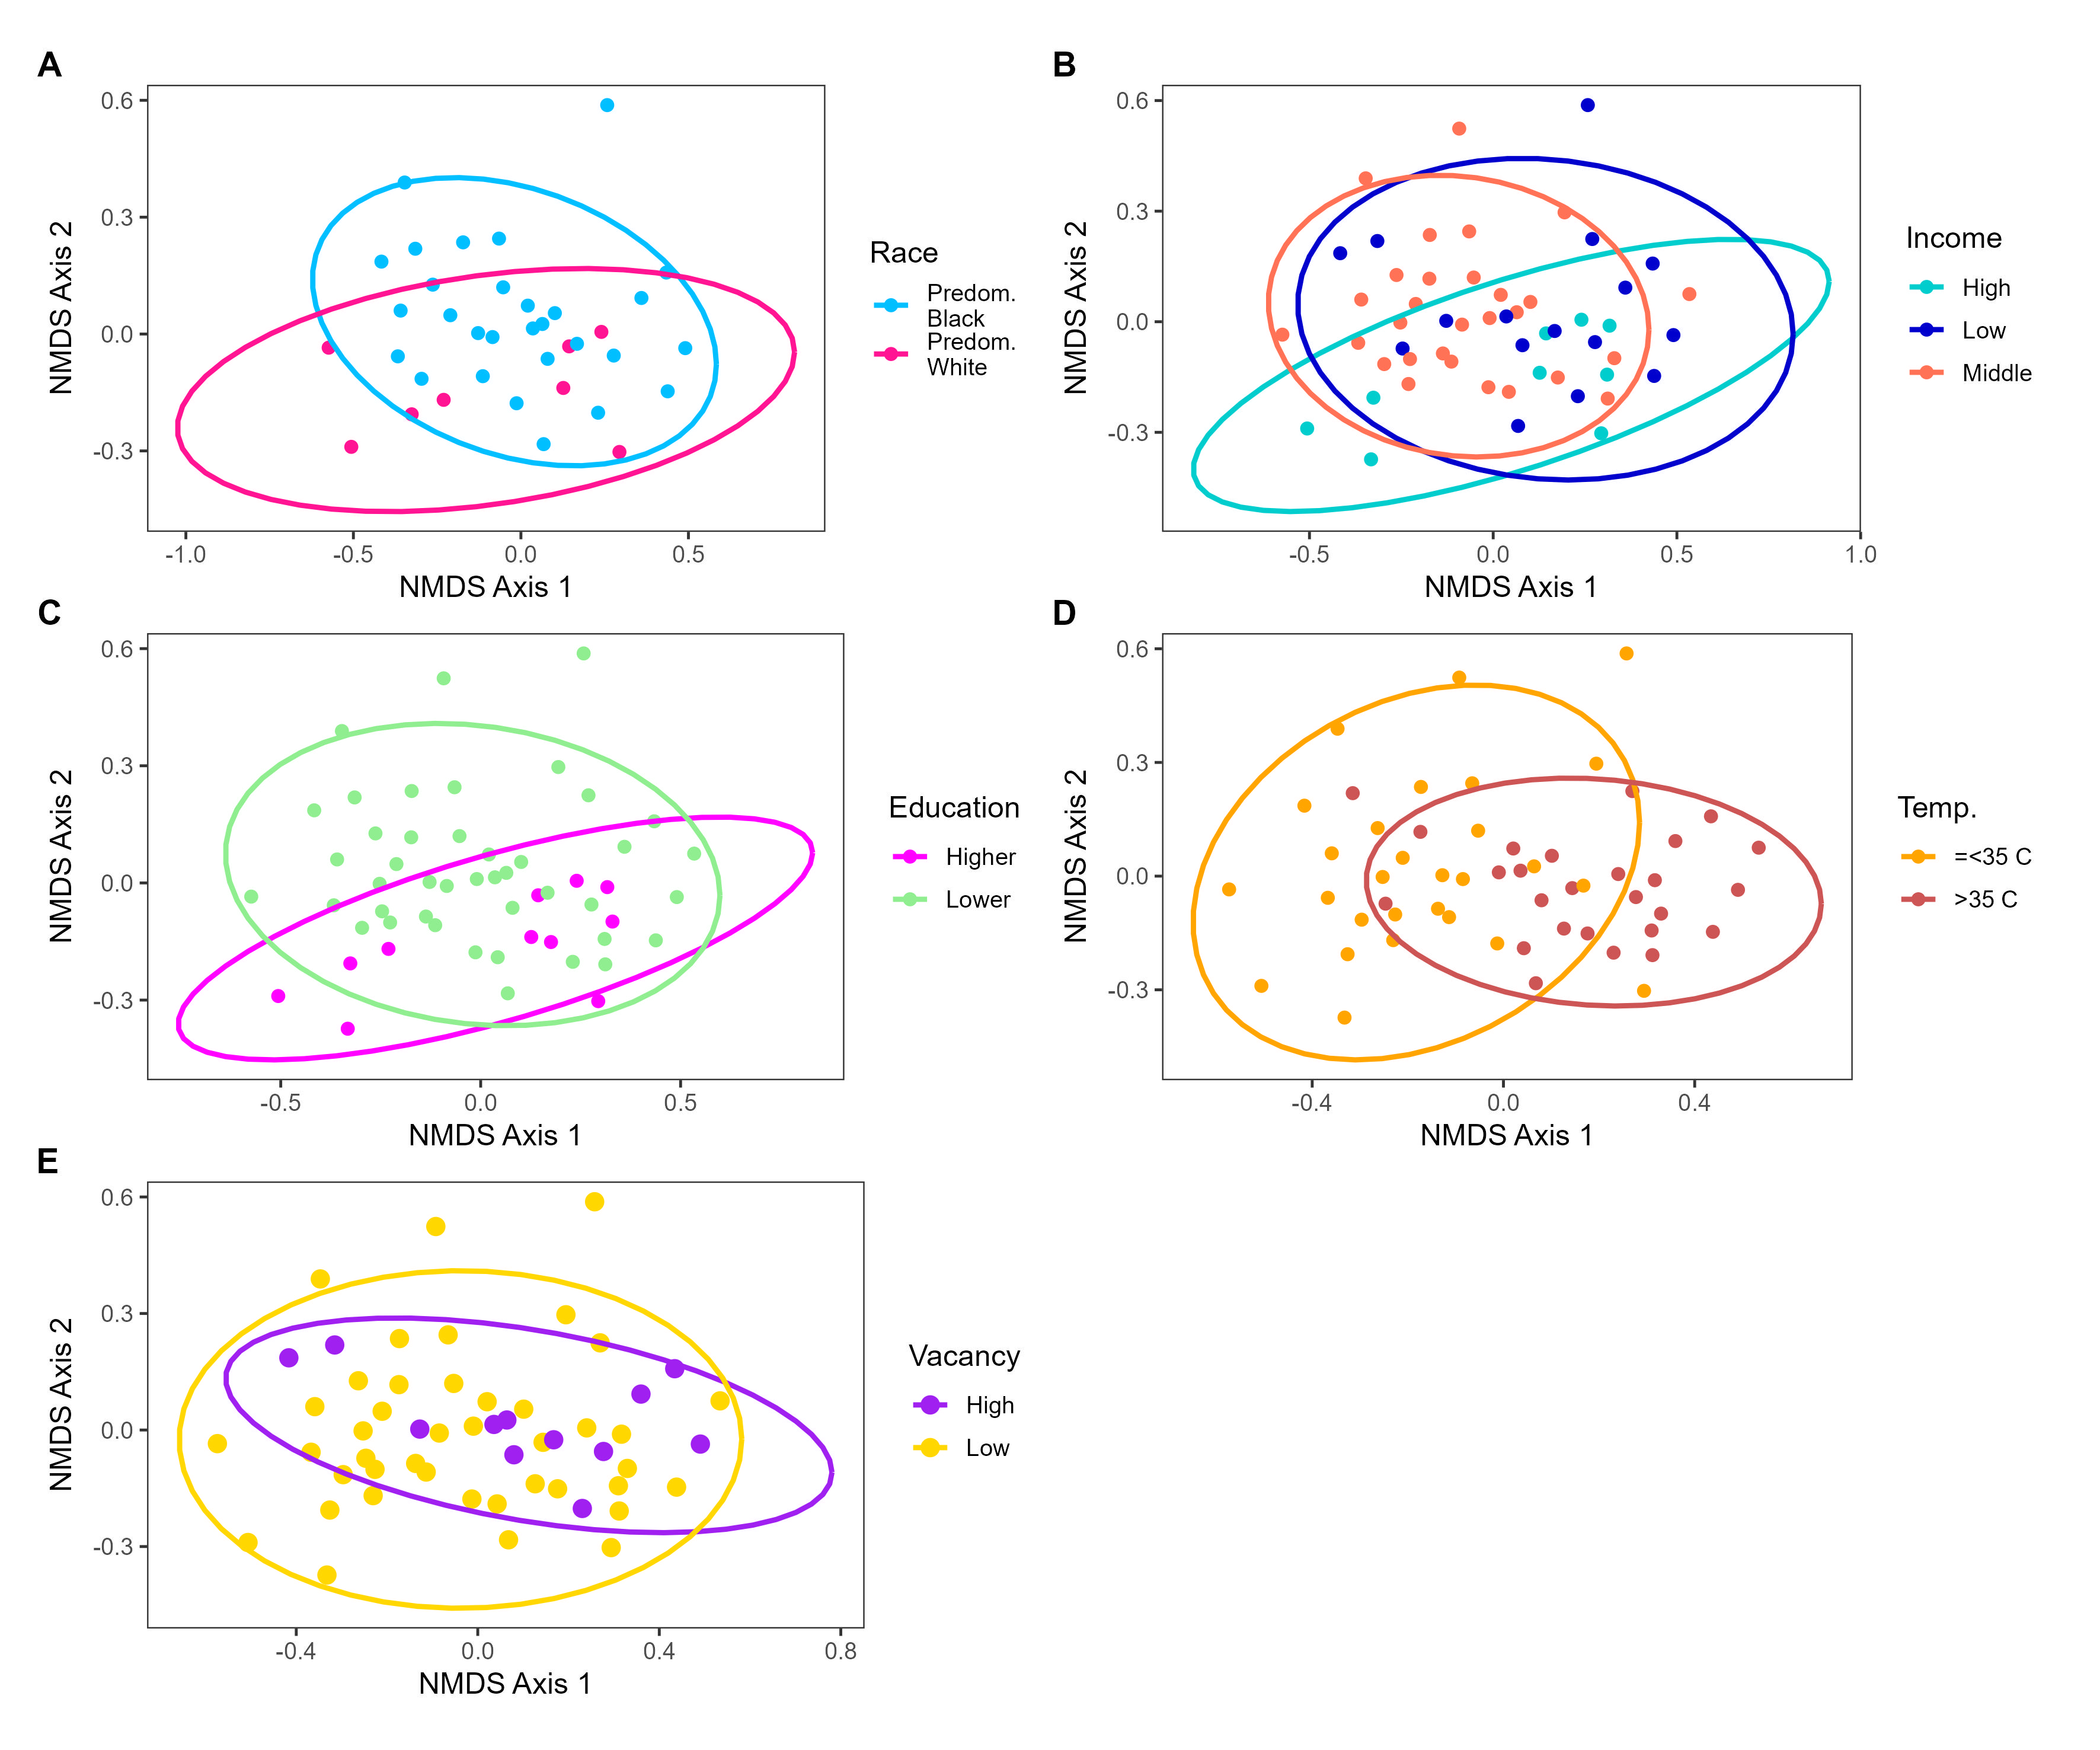 A
0.6
0.3
0.0
-0.3
-1.0 -0.5 0.0 0.5
NMDS Axis 1
NMDS Axis 2
Race
Predom.
Black
Predom.
White
B
0.6
0.3
0.0
-0.3
-0.5 0.0 0.5 1.0
NMDS Axis 1
NMDS Axis 2
Income
High
Low
Middle
C
0.6
0.3
0.0
-0.3
-0.5 0.0 0.5
NMDS Axis 1
NMDS Axis 2
Education
Higher
Lower
D
0.6
0.3
0.0
-0.3
-0.4 0.0 0.4
NMDS Axis 1
NMDS Axis 2
Temp.
=<35 C
>35 C
E
0.6
0.3
0.0
-0.3
-0.4 0.0 0.4 0.8
NMDS Axis 1
NMDS Axis 2
Vacancy
High
Low